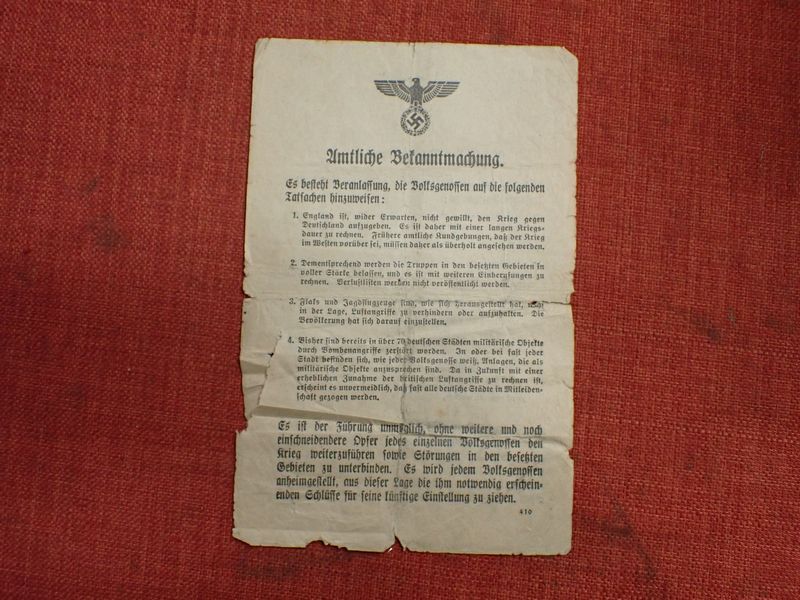 Amtliche Bekanntmachung.
Es besteht Veranlassung, die Volksgenossen auf die folgenden
Tatsachen hinzuweisen:
1. England ist, wider Erwarten, nicht gewillt, den Krieg gegen
Deutschland aufzugeben. Es ist daher mit einer langen Kriegs-
dauer zu rechnen. Frühere amtliche Kundgebungen, daß der Krieg
im Westen vorüber sei, müssen daher als überholt angesehen werden.
2. Dementsprechend werden die Truppen in den besetzten Gebieten in
voller Stärke belassen, und es ist mit weiteren Einberufungen zu
rechnen. Verlustlisten werden nicht veröffentlicht werden.
3. Flaks und Jagdflugzeuge sind, wie sich herausgestellt hat, nicht
in der Lage, Luftangriffe zu verhindern oder aufzuhalten. Die
Bevölkerung hat sich darauf einzustellen.
4. Bisher sind bereits in über 70 deutschen Städten militärische Objekte
durch Bombenangriffe zerstört worden. In oder bei fast jeder
Stadt befinden sich, wie jeder Volksgenosse weiß, Anlagen, die als
militärische Objekte anzusprechen sind. Da in Zukunft mit einer
erheblichen Zunahme der britischen Luftangriffe zu rechnen ist,
erscheint es unvermeidlich, daß fast alle deutsche Städte in Mitleiden-
schaft gezogen werden.
Es ist der Führung unmöglich, ohne weitere und noch
einschneidendere Opfer jedes einzelnen Volksgenossen den
Krieg weiterzuführen sowie Störungen in den besetzten
Gebieten zu unterbinden. Es wird jedem Volksgenossen
anheimgestellt, aus dieser Lage die ihm notwendig erschein-
enden Schlüsse für seine künftige Einstellung zu ziehen.
410